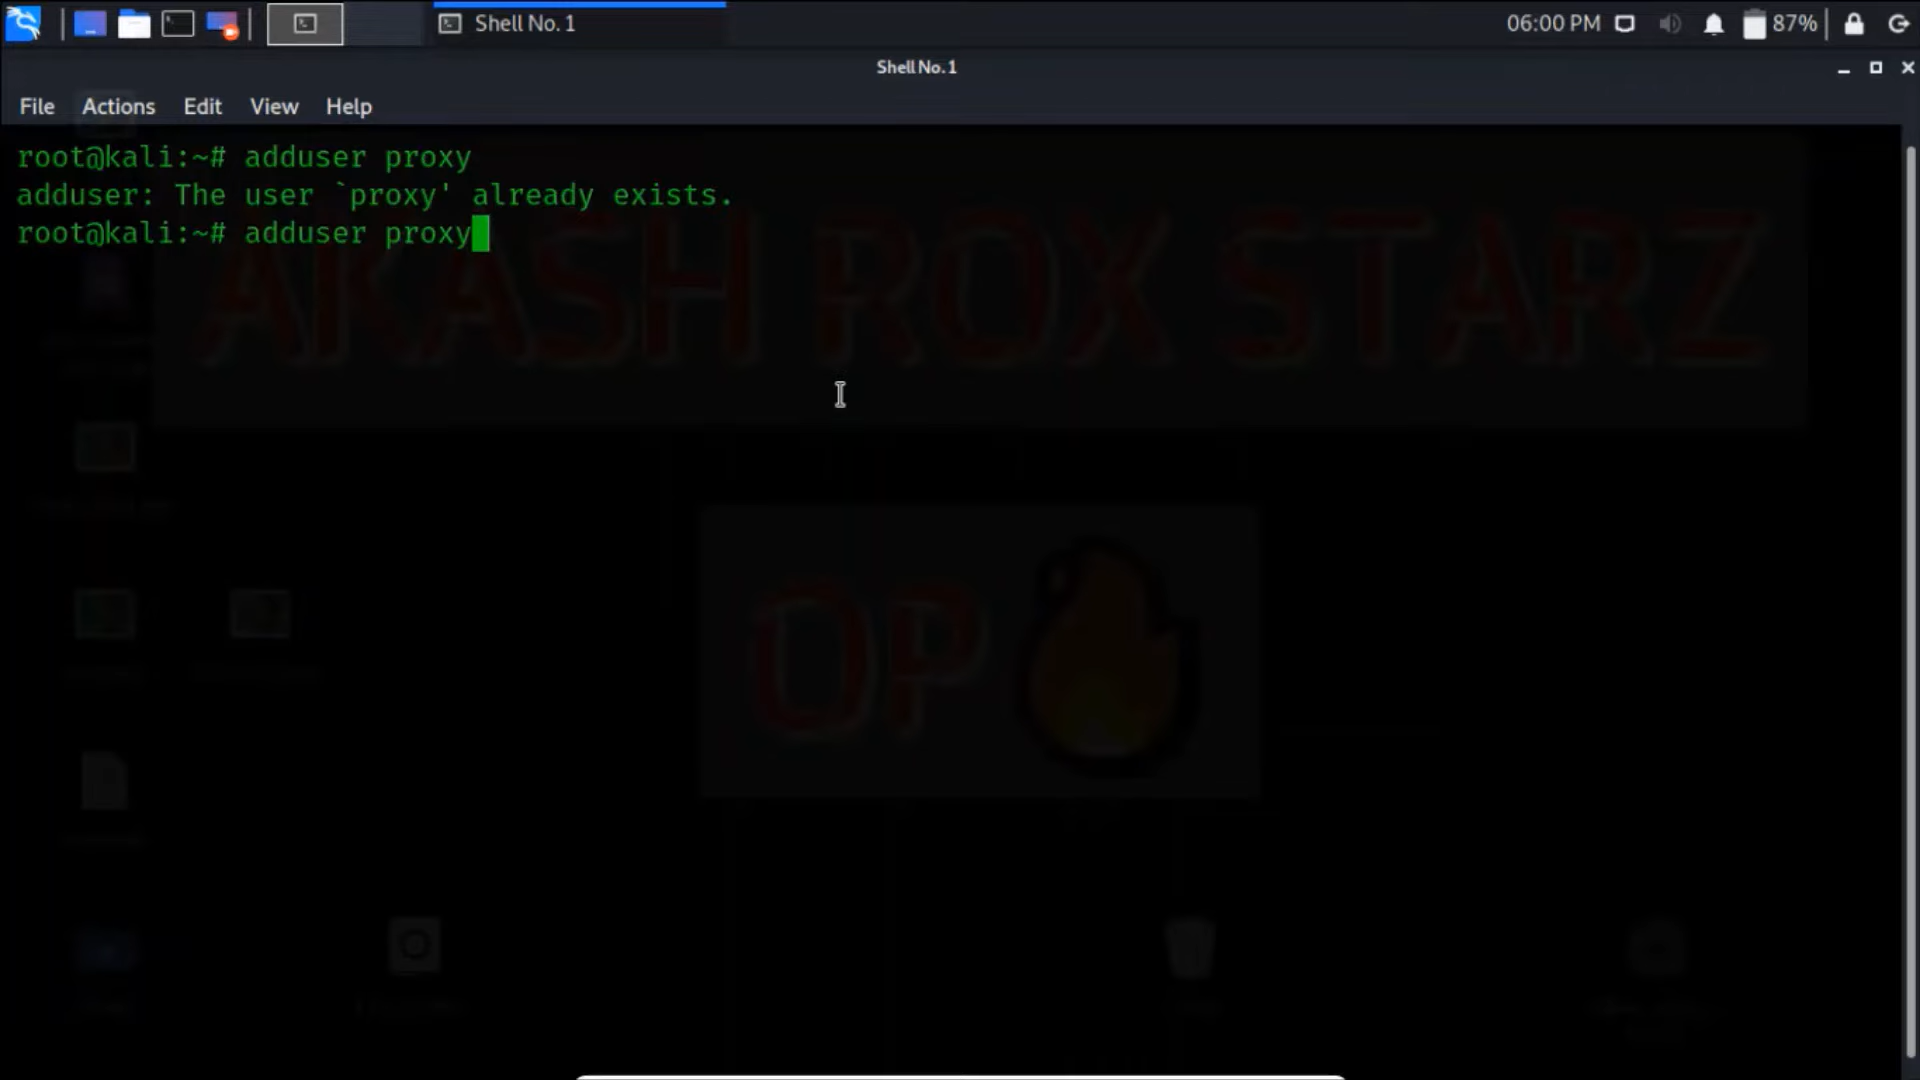 Shell No. 1
06:00 PM
87%
Shell No. 1
File Actions Edit View Help
root@kali:~# adduser proxy
adduser: The user `proxy' already exists.
root@kali:~# adduser proxy
AKASH ROX STARZ
OP